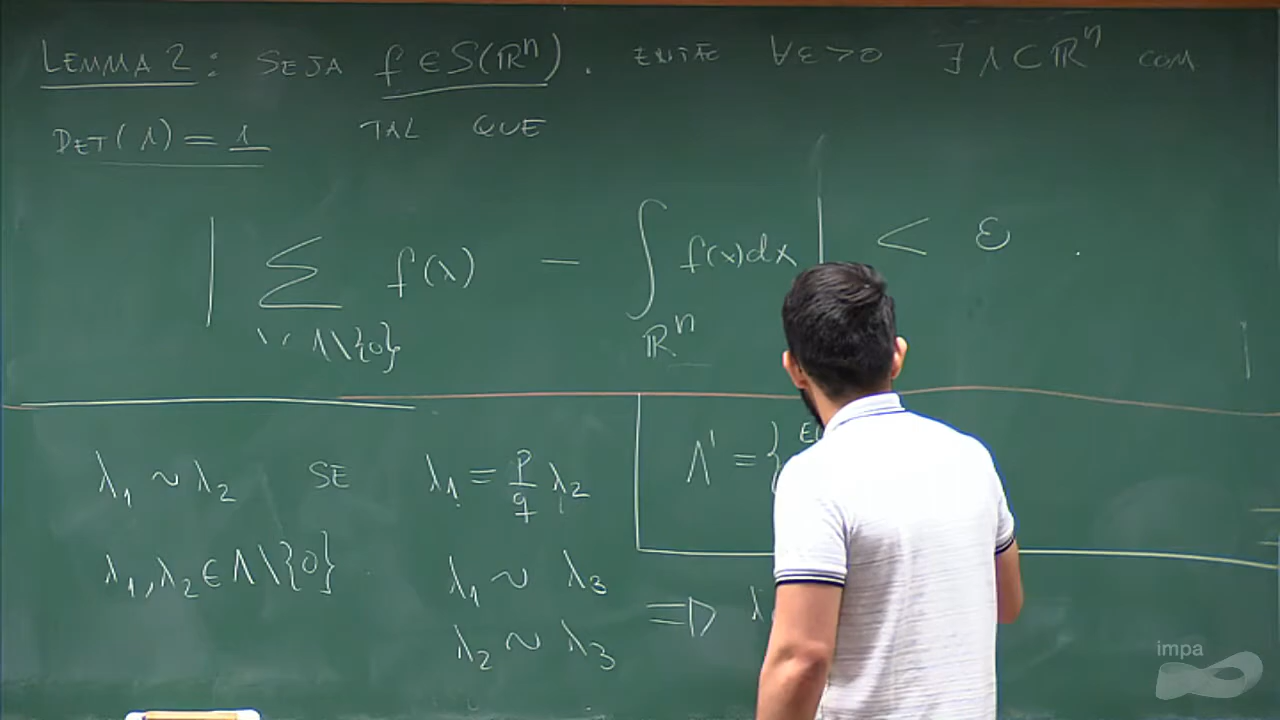 LEMMA 2: SEJA f ∈ S(ℝⁿ). ENTÃO ∀ε>0 ∃Λ⊂ℝⁿ COM
DET(Λ) = 1 TAL QUE
| ∑ f(λ) − ∫ f(x)dx | < ε .
Λ\{0} ℝⁿ
λ₁ ~ λ₂ SE λ₁ = p/q λ₂
Λ' = {
λ₁, λ₂ ∈ Λ\{0}
λ₁ ~ λ₃
λ₂ ~ λ₃ ⇒ λ
impa